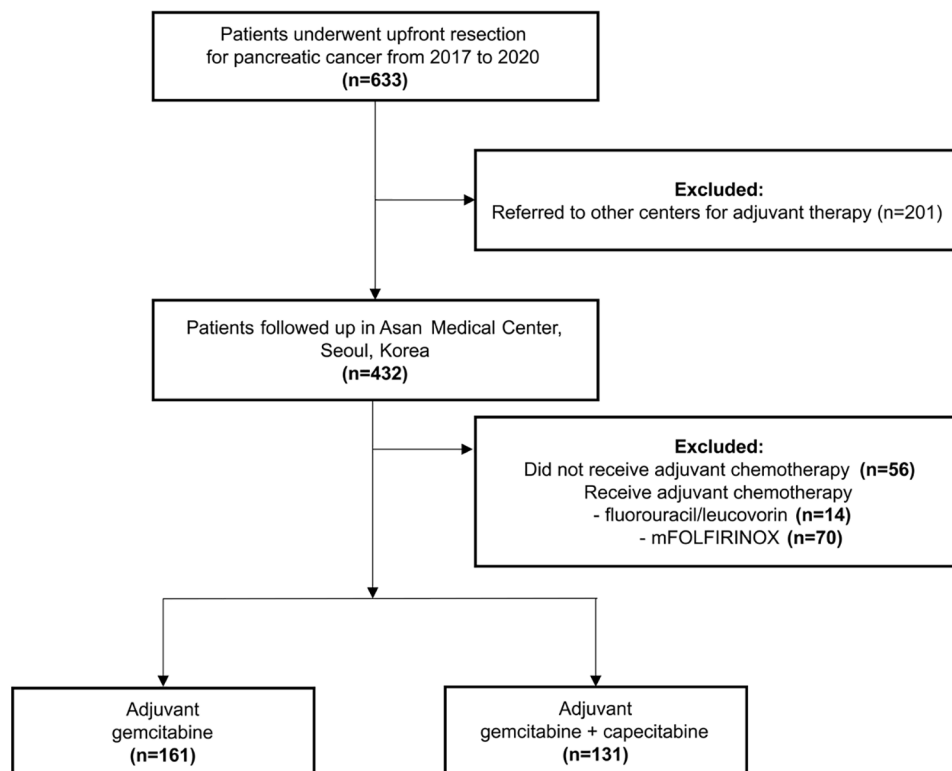 Patients underwent upfront resection
for pancreatic cancer from 2017 to 2020
(n=633)
Excluded:
Referred to other centers for adjuvant therapy (n=201)
Patients followed up in Asan Medical Center,
Seoul, Korea
(n=432)
Excluded:
Did not receive adjuvant chemotherapy (n=56)
Receive adjuvant chemotherapy
- fluorouracil/leucovorin (n=14)
- mFOLFIRINOX (n=70)
Adjuvant
gemcitabine
(n=161)
Adjuvant
gemcitabine + capecitabine
(n=131)